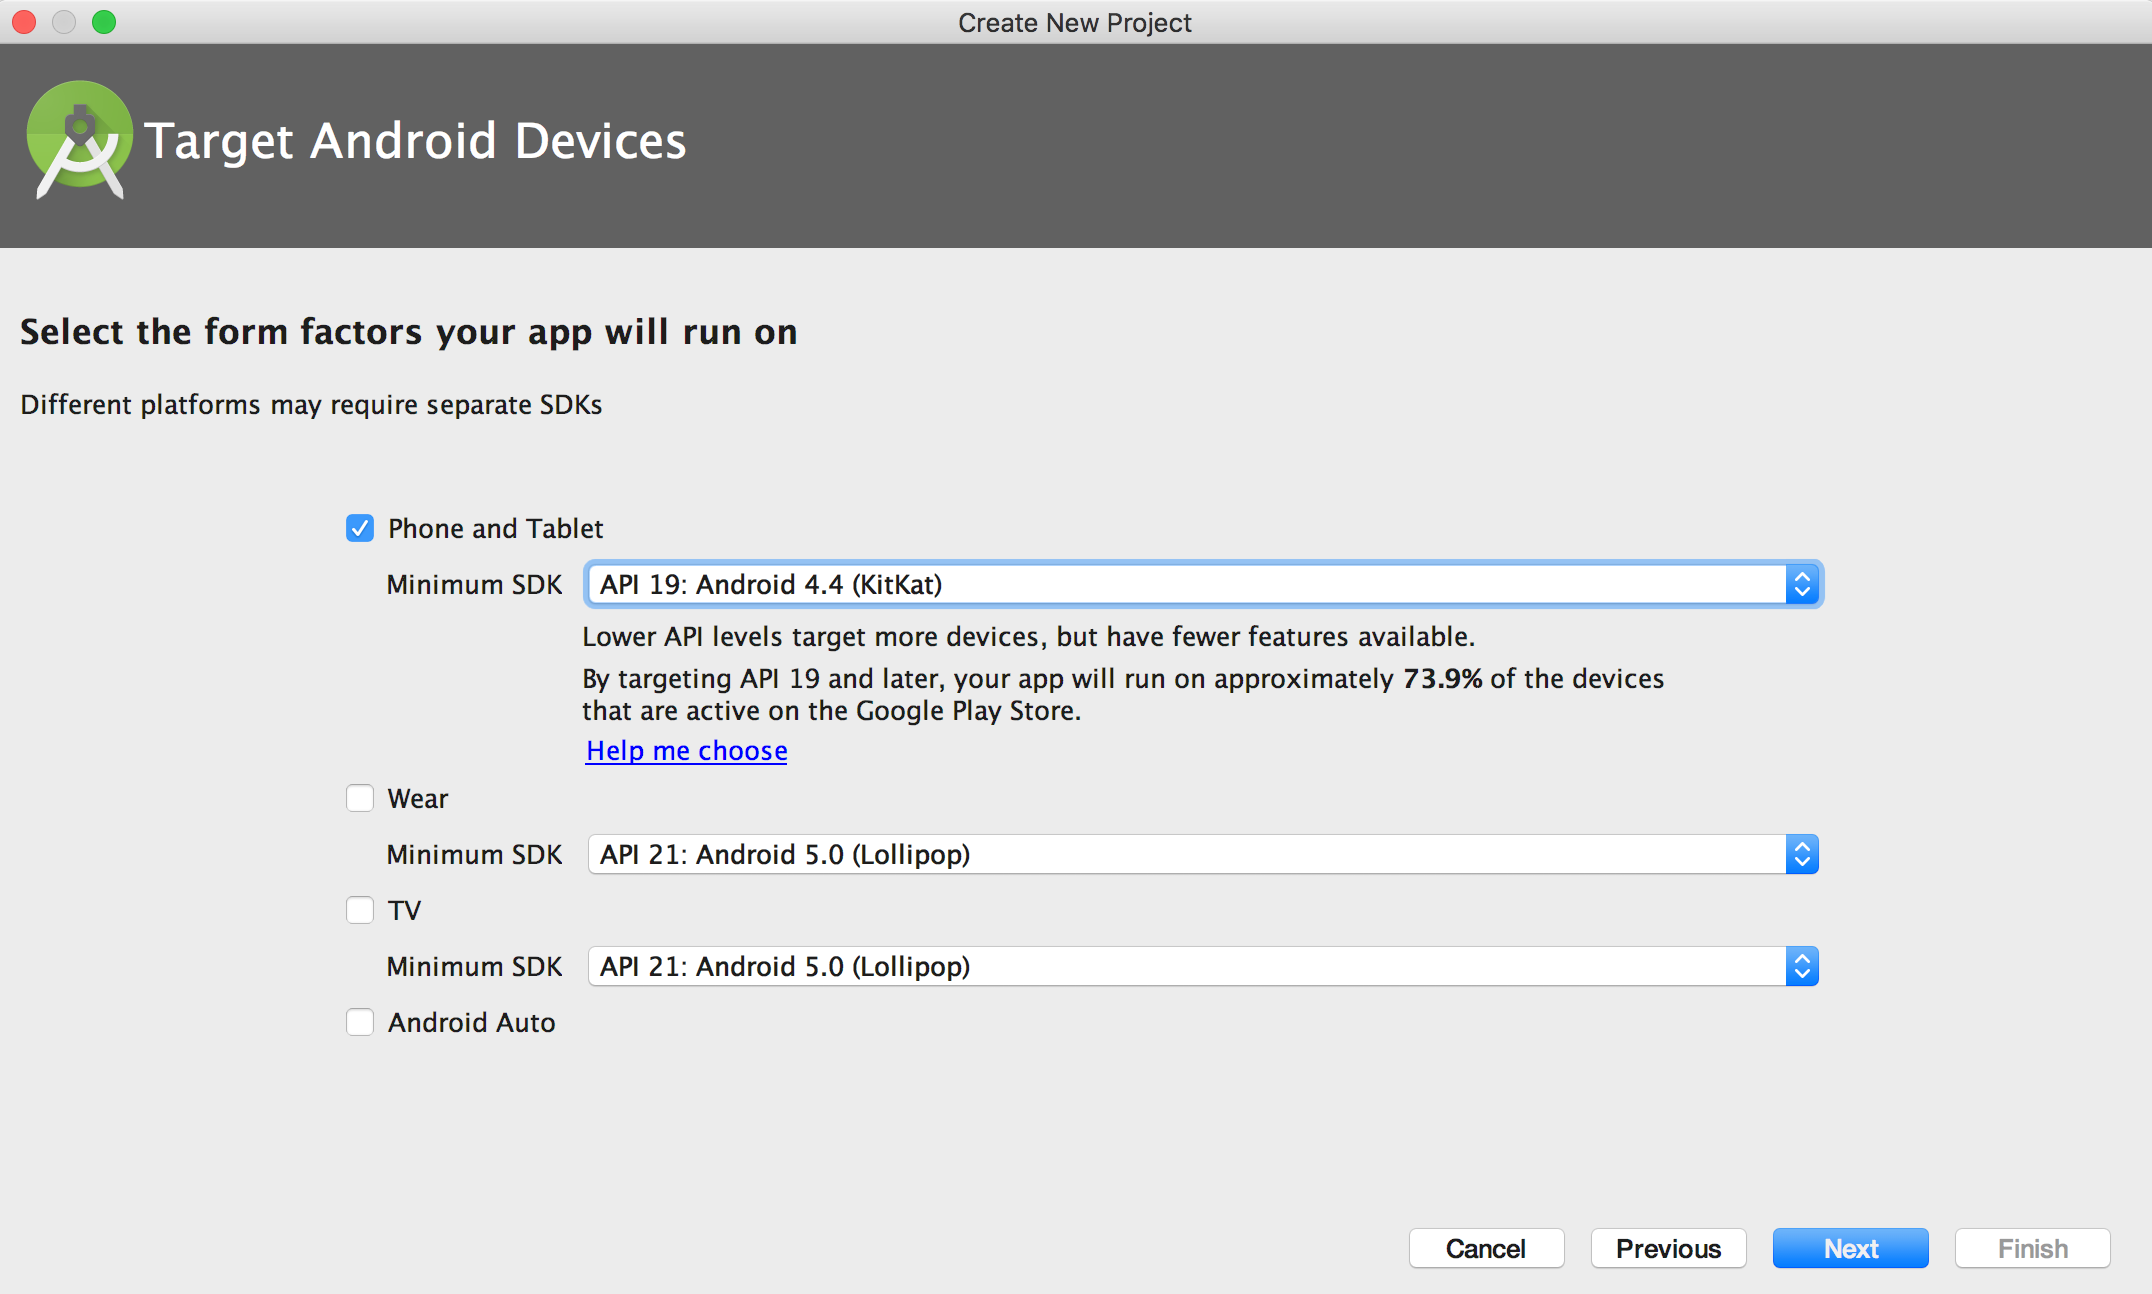 Create New Project
Target Android Devices
Select the form factors your app will run on
Different platforms may require separate SDKs
Phone and Tablet
Minimum SDK API 19: Android 4.4 (KitKat)
Lower API levels target more devices, but have fewer features available.
By targeting API 19 and later, your app will run on approximately 73.9% of the devices
that are active on the Google Play Store.
Help me choose
Wear
Minimum SDK API 21: Android 5.0 (Lollipop)
TV
Minimum SDK API 21: Android 5.0 (Lollipop)
Android Auto
Cancel Previous Next Finish